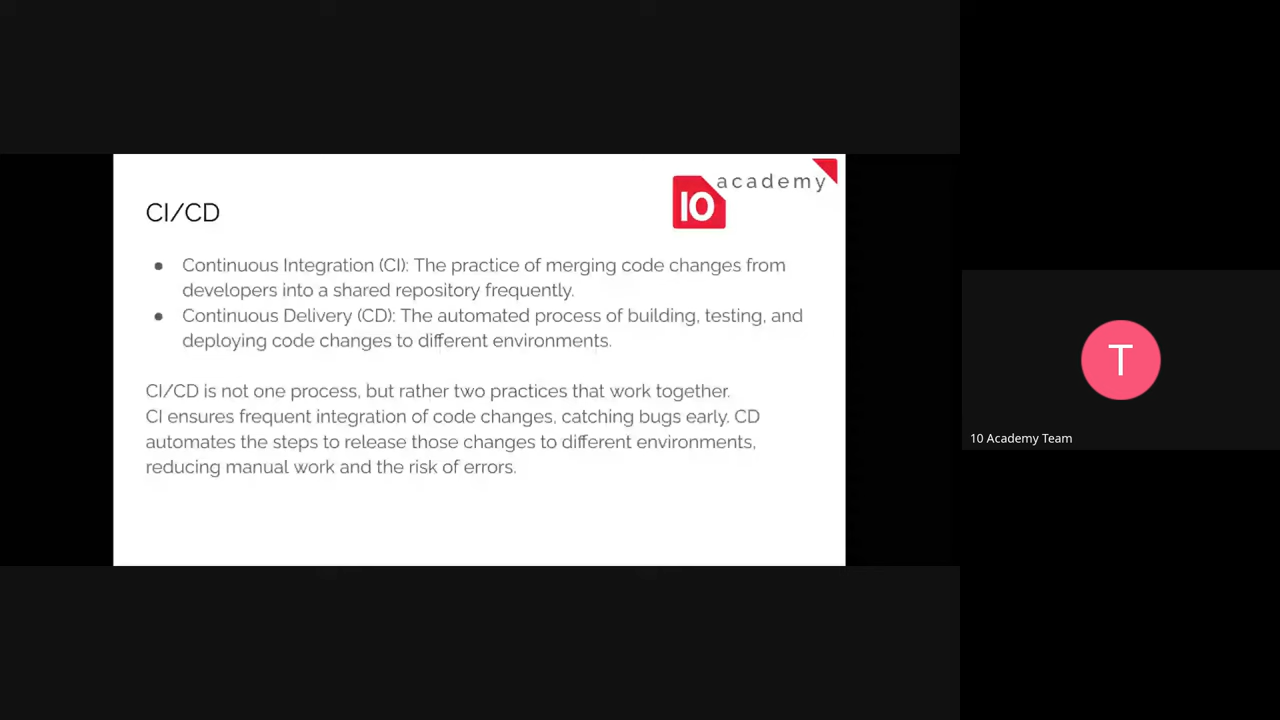 academy
10
CI/CD
● Continuous Integration (CI): The practice of merging code changes from
developers into a shared repository frequently.
● Continuous Delivery (CD): The automated process of building, testing, and
deploying code changes to different environments.
CI/CD is not one process, but rather two practices that work together.
CI ensures frequent integration of code changes, catching bugs early. CD
automates the steps to release those changes to different environments,
reducing manual work and the risk of errors.
T
10 Academy Team